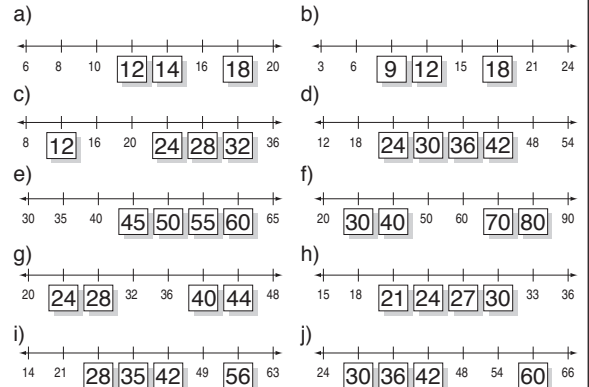 a) b)
6 8 10 12 14 16 18 20 3 6 9 12 15 18 21 24
c) d)
8 12 16 20 24 28 32 36 12 18 24 30 36 42 48 54
e) f)
30 35 40 45 50 55 60 65 20 30 40 50 60 70 80 90
g) h)
20 24 28 32 36 40 44 48 15 18 21 24 27 30 33 36
i) j)
14 21 28 35 42 49 56 63 24 30 36 42 48 54 60 66